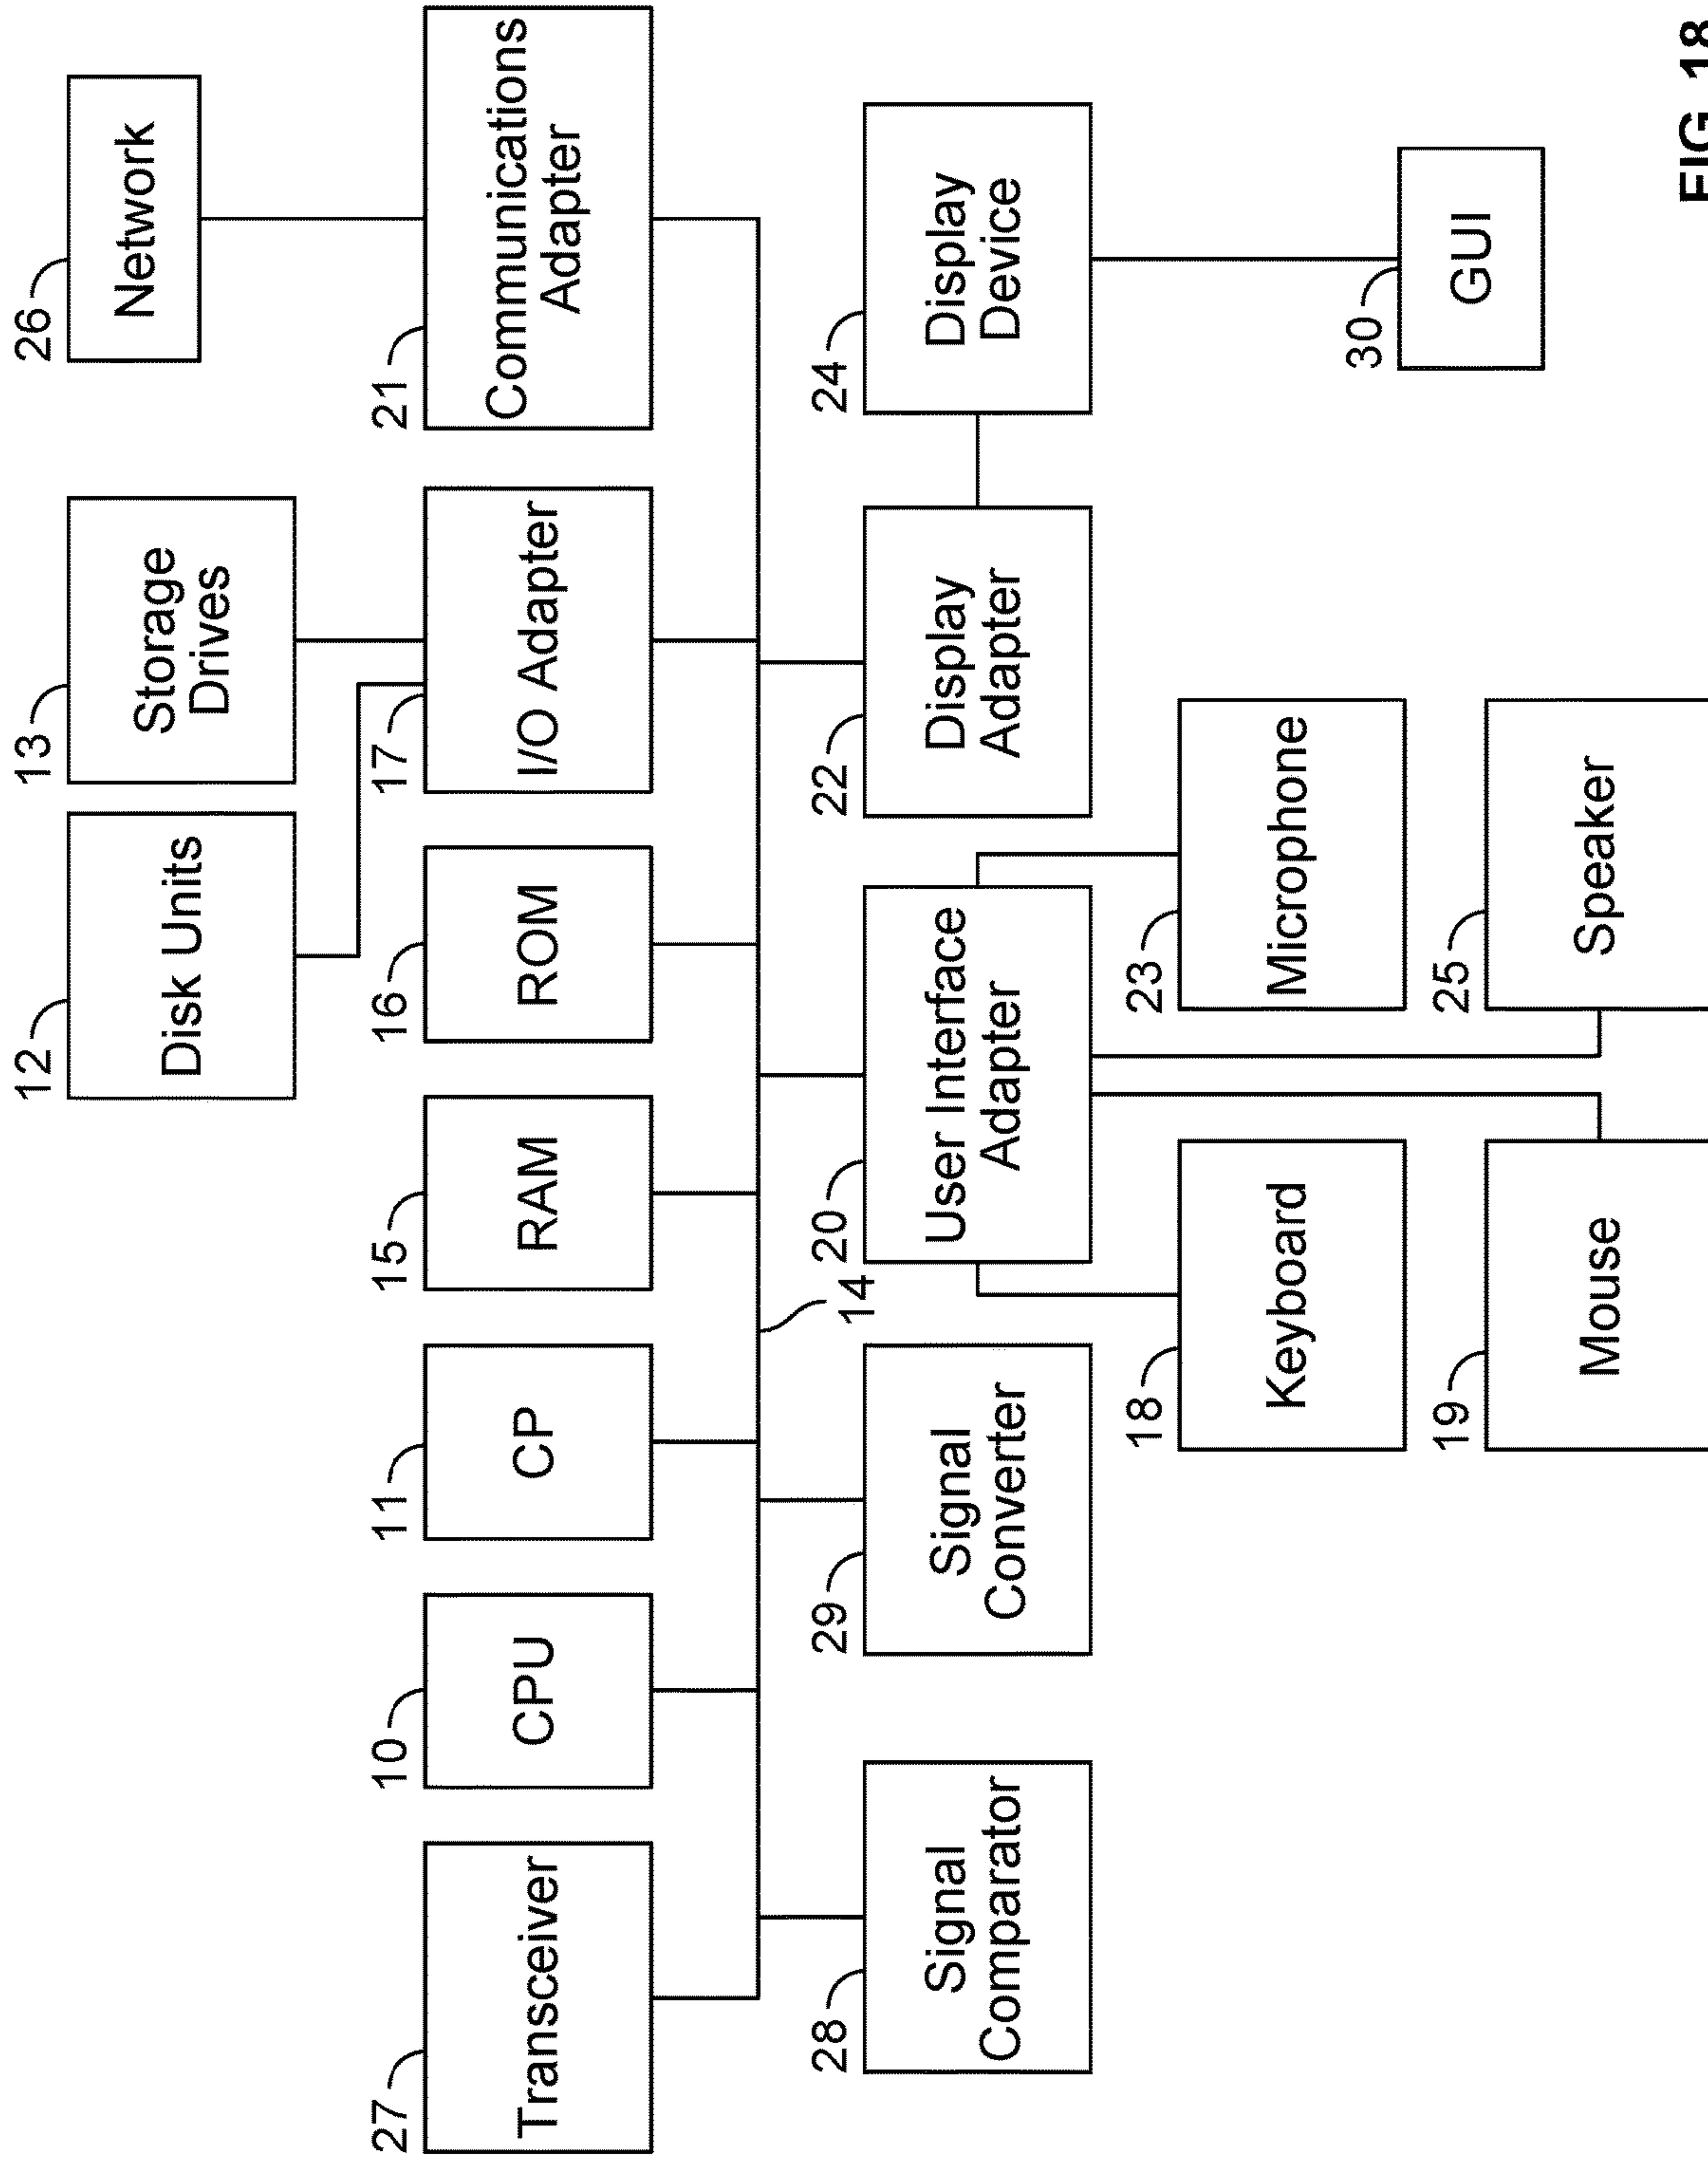 26
Network
13
Storage
Drives
12
Disk Units
21
Communications
Adapter
17
I/O Adapter
16
ROM
15
RAM
11
CP
10
CPU
27
Transceiver
14
24
Display
Device
22
Display
Adapter
20
User Interface
Adapter
29
Signal
Converter
28
Signal
Comparator
30
GUI
23
Microphone
18
Keyboard
25
Speaker
19
Mouse
FIG. 18